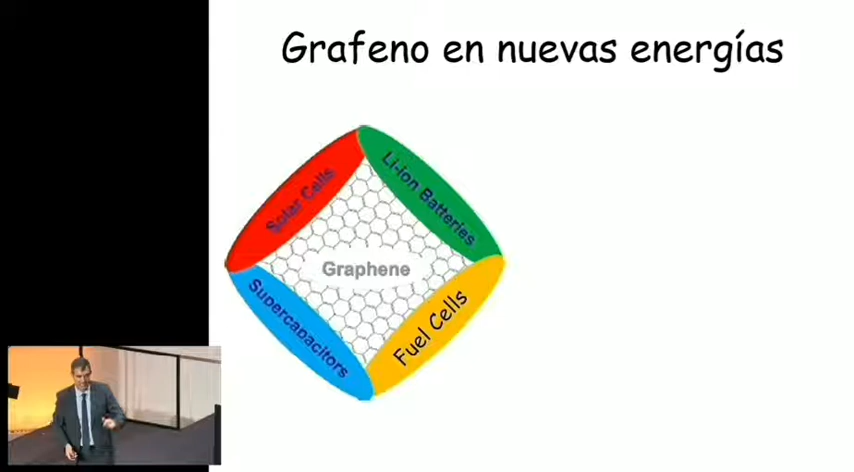 Grafeno en nuevas energías
Solar Cells
Li-ion Batteries
Graphene
Supercapacitors
Fuel Cells